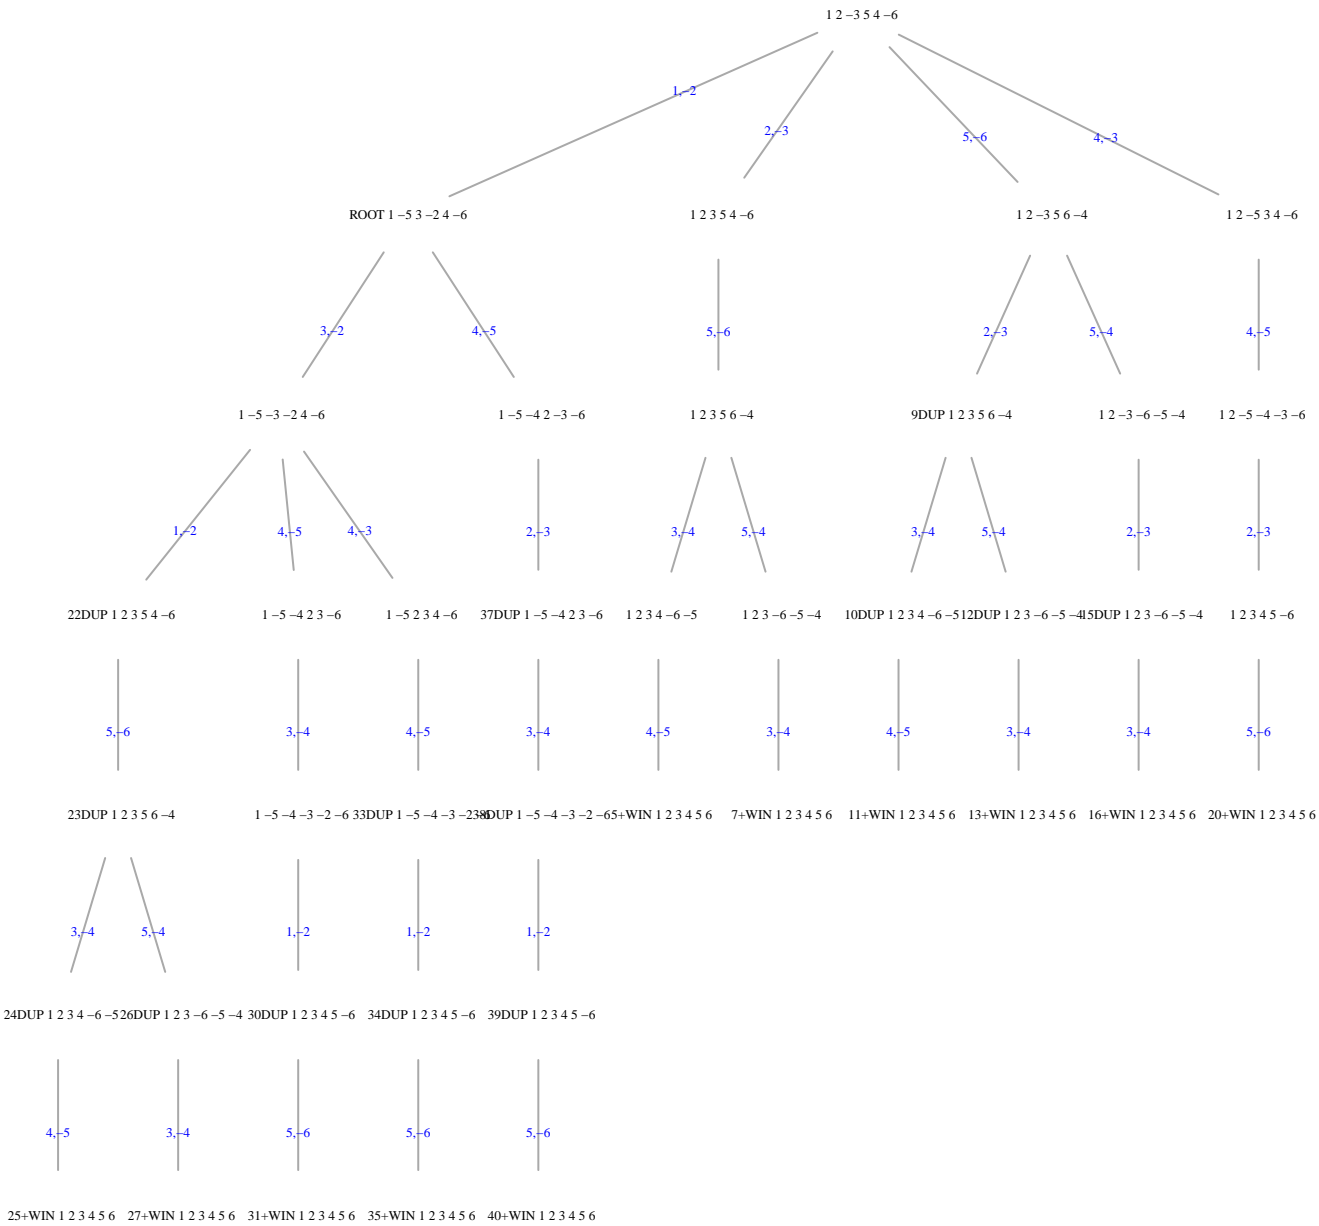 1 2 −3 5 4 −6
1,−2
2,−3
5,−6
4,−3
ROOT 1 −5 3 −2 4 −6
1 2 3 5 4 −6
1 2 −3 5 6 −4
1 2 −5 3 4 −6
3,−2
4,−5
5,−6
2,−3
5,−4
4,−5
1 −5 −3 −2 4 −6
1 −5 −4 2 −3 −6
1 2 3 5 6 −4
9DUP 1 2 3 5 6 −4
1 2 −3 −6 −5 −4
1 2 −5 −4 −3 −6
1,−2
4,−5
4,−3
2,−3
3,−4
5,−4
3,−4
5,−4
2,−3
2,−3
22DUP 1 2 3 5 4 −6
1 −5 −4 2 3 −6
1 −5 2 3 4 −6
37DUP 1 −5 −4 2 3 −6
1 2 3 4 −6 −5
1 2 3 −6 −5 −4
10DUP 1 2 3 4 −6 −5
12DUP 1 2 3 −6 −5 −4
15DUP 1 2 3 −6 −5 −4
1 2 3 4 5 −6
5,−6
3,−4
4,−5
3,−4
4,−5
3,−4
4,−5
3,−4
3,−4
5,−6
23DUP 1 2 3 5 6 −4
1 −5 −4 −3 −2 −6
33DUP 1 −5 −4 −3 −2 −6
38DUP 1 −5 −4 −3 −2 −6
5+WIN 1 2 3 4 5 6
7+WIN 1 2 3 4 5 6
11+WIN 1 2 3 4 5 6
13+WIN 1 2 3 4 5 6
16+WIN 1 2 3 4 5 6
20+WIN 1 2 3 4 5 6
3,−4
5,−4
1,−2
1,−2
1,−2
24DUP 1 2 3 4 −6 −5
26DUP 1 2 3 −6 −5 −4
30DUP 1 2 3 4 5 −6
34DUP 1 2 3 4 5 −6
39DUP 1 2 3 4 5 −6
4,−5
3,−4
5,−6
5,−6
5,−6
25+WIN 1 2 3 4 5 6
27+WIN 1 2 3 4 5 6
31+WIN 1 2 3 4 5 6
35+WIN 1 2 3 4 5 6
40+WIN 1 2 3 4 5 6